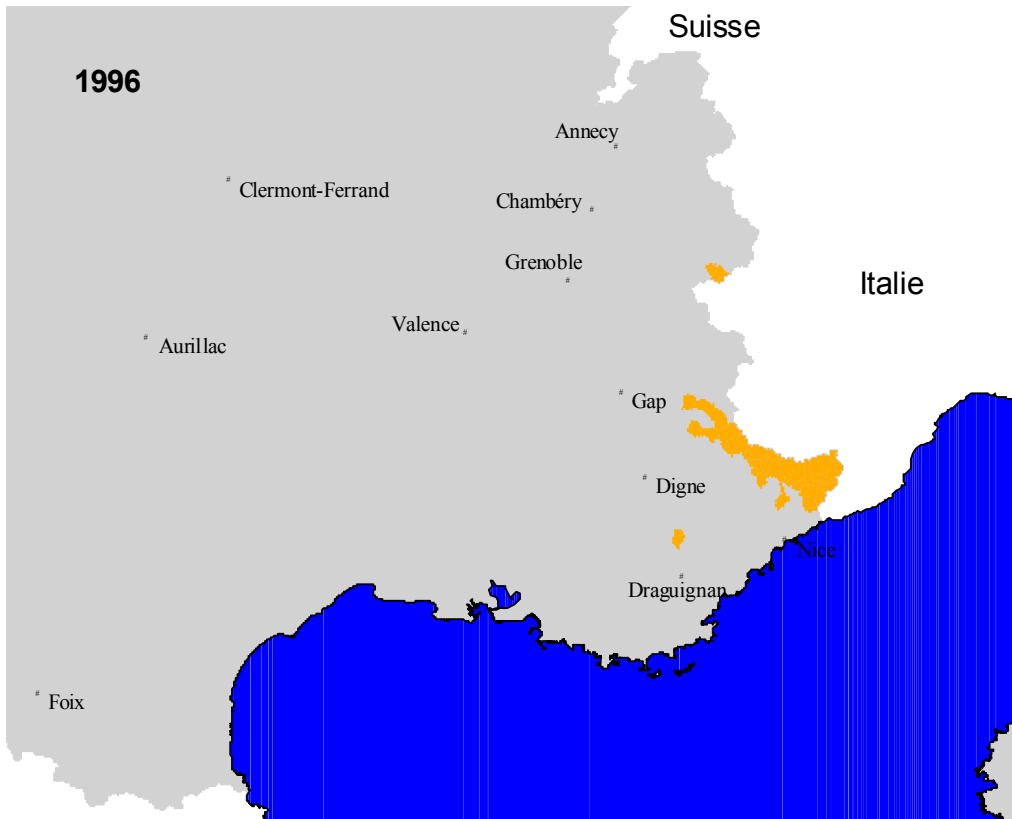 Suisse
1996
Annecy
#
#
Clermont-Ferrand
Chambéry #
Grenoble
#
Italie
Valence #
#
Aurillac
#
Gap
#
Digne
#
Nice
#
Draguignan
#
Foix